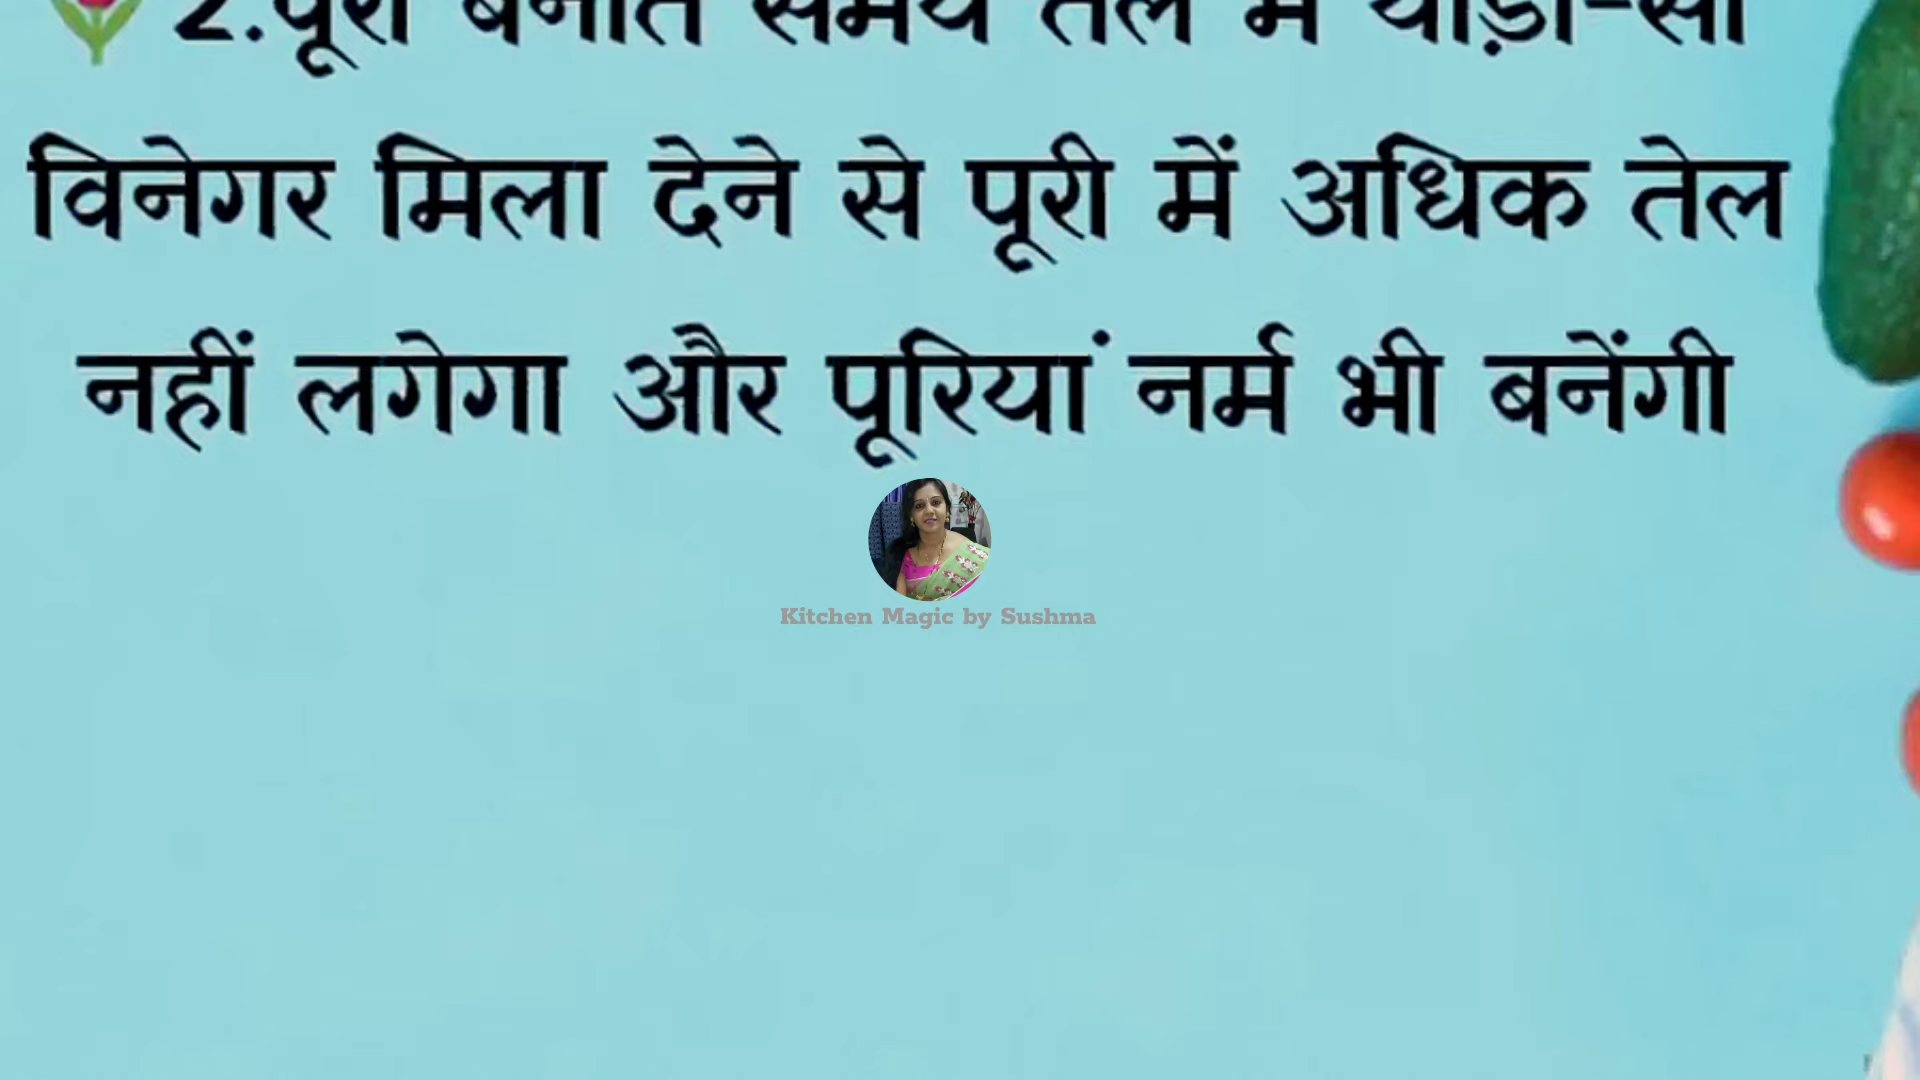 2.पूरी बनाते समय तेल में थोड़ा-सा
विनेगर मिला देने से पूरी में अधिक तेल
नहीं लगेगा और पूरियां नर्म भी बनेंगी
Kitchen Magic by Sushma